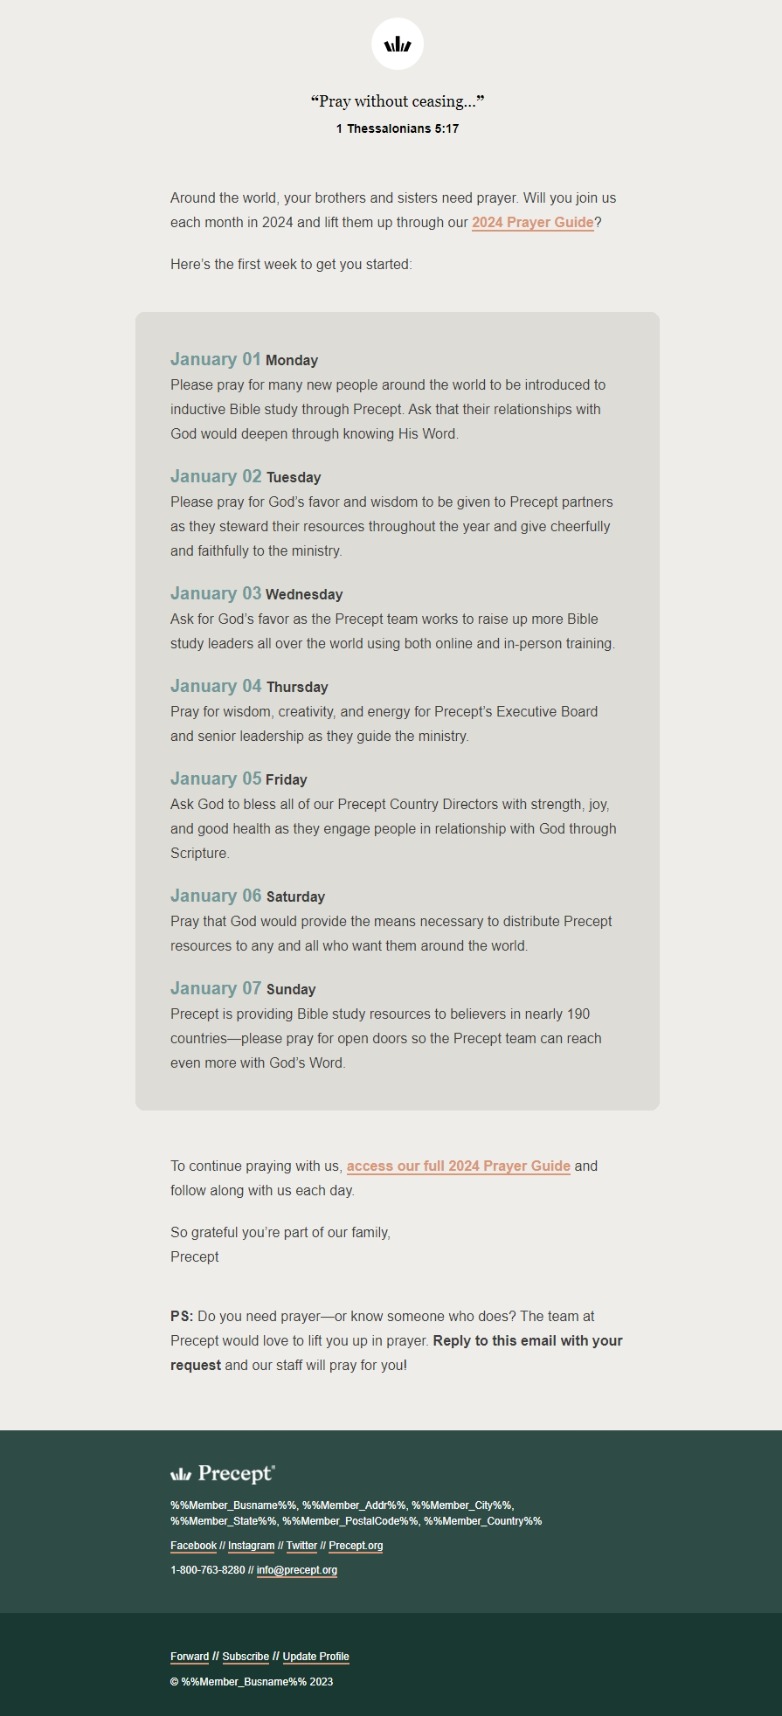 “Pray without ceasing...”
1 Thessalonians 5:17
Around the world, your brothers and sisters need prayer. Will you join us
each month in 2024 and lift them up through our 2024 Prayer Guide?
Here’s the first week to get you started:
January 01 Monday
Please pray for many new people around the world to be introduced to
inductive Bible study through Precept. Ask that their relationships with
God would deepen through knowing His Word.
January 02 Tuesday
Please pray for God’s favor and wisdom to be given to Precept partners
as they steward their resources throughout the year and give cheerfully
and faithfully to the ministry.
January 03 Wednesday
Ask for God’s favor as the Precept team works to raise up more Bible
study leaders all over the world using both online and in-person training.
January 04 Thursday
Pray for wisdom, creativity, and energy for Precept’s Executive Board
and senior leadership as they guide the ministry.
January 05 Friday
Ask God to bless all of our Precept Country Directors with strength, joy,
and good health as they engage people in relationship with God through
Scripture.
January 06 Saturday
Pray that God would provide the means necessary to distribute Precept
resources to any and all who want them around the world.
January 07 Sunday
Precept is providing Bible study resources to believers in nearly 190
countries—please pray for open doors so the Precept team can reach
even more with God’s Word.
To continue praying with us, access our full 2024 Prayer Guide and
follow along with us each day.
So grateful you’re part of our family,
Precept
PS: Do you need prayer—or know someone who does? The team at
Precept would love to lift you up in prayer. Reply to this email with your
request and our staff will pray for you!
Precept®
%%Member_Busname%%, %%Member_Addr%%, %%Member_City%%,
%%Member_State%%, %%Member_PostalCode%%, %%Member_Country%%
Facebook // Instagram // Twitter // Precept.org
1-800-763-8280 // info@precept.org
Forward // Subscribe // Update Profile
© %%Member_Busname%% 2023